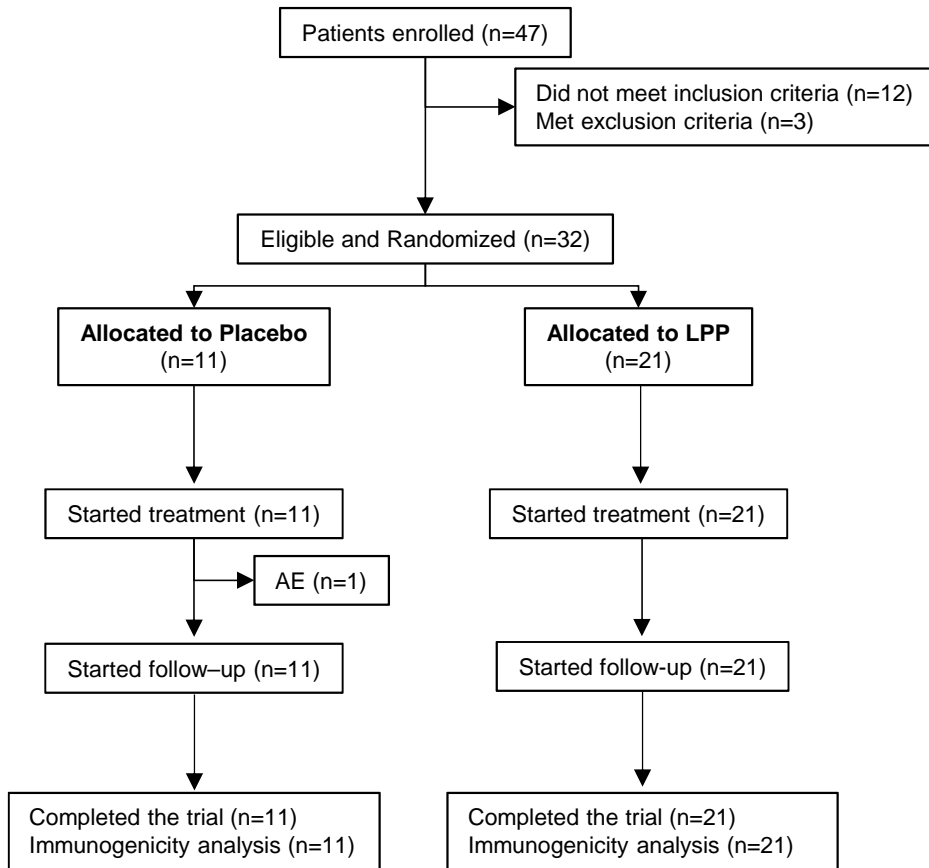 Patients enrolled (n=47)
Did not meet inclusion criteria (n=12)
Met exclusion criteria (n=3)
Eligible and Randomized (n=32)
Allocated to Placebo
(n=11)
Allocated to LPP
(n=21)
Started treatment (n=11)
Started treatment (n=21)
AE (n=1)
Started follow–up (n=11)
Started follow-up (n=21)
Completed the trial (n=11)
Immunogenicity analysis (n=11)
Completed the trial (n=21)
Immunogenicity analysis (n=21)